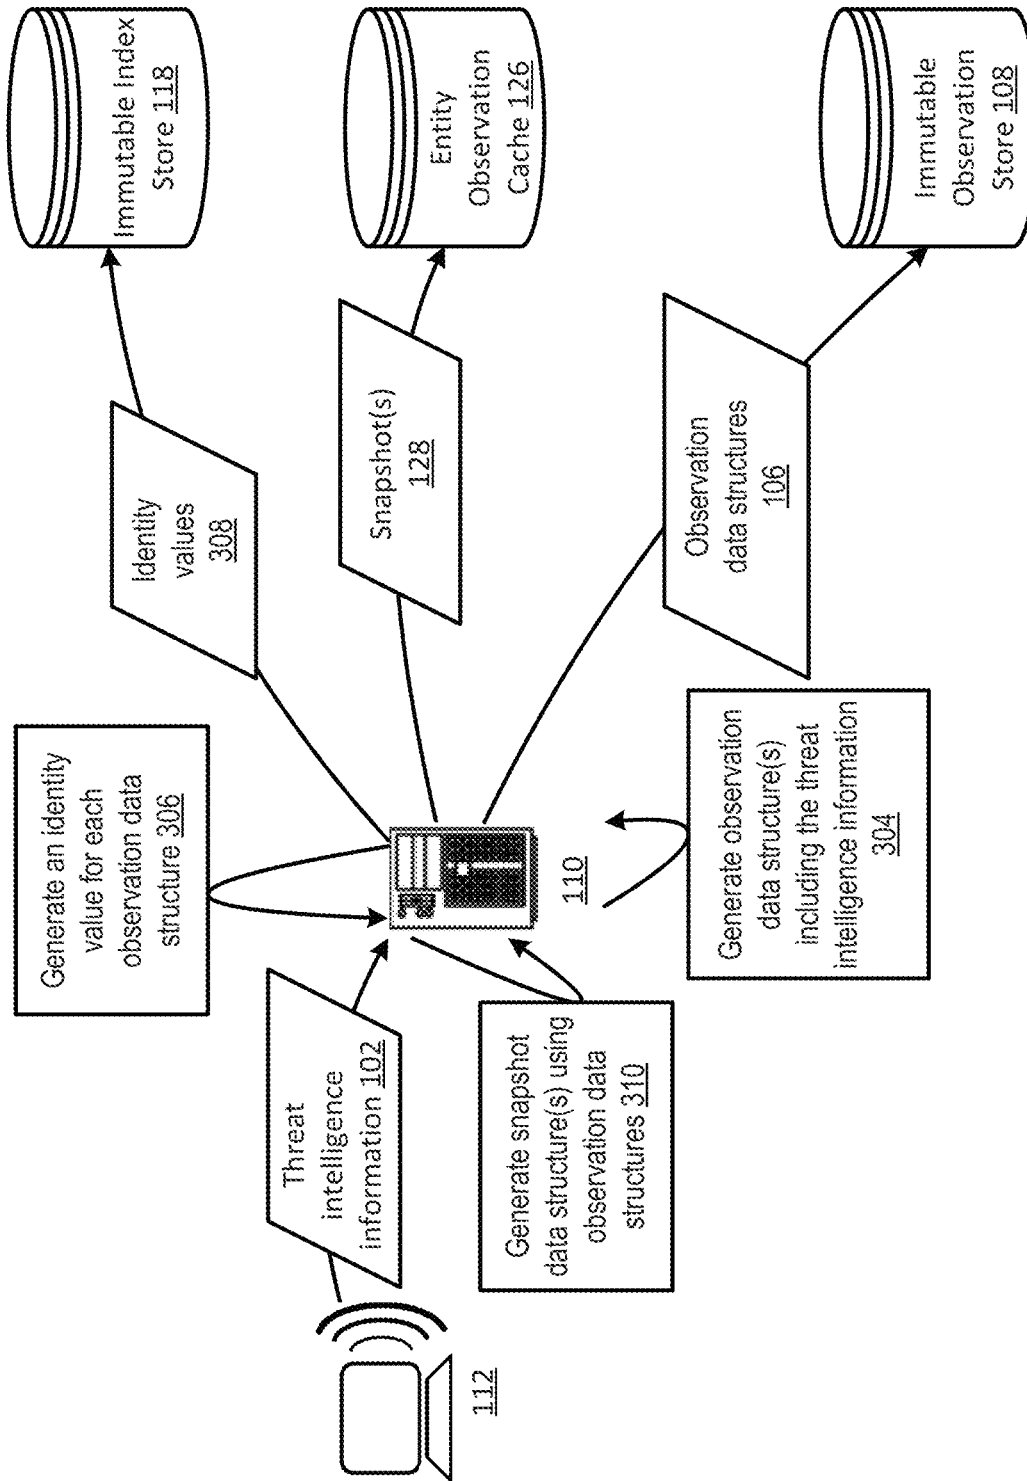 112
Threat
intelligence
information 102
Generate an identity
value for each
observation data
structure 306
Generate snapshot
data structure(s) using
observation data
structures 310
110
Generate observation
data structure(s)
including the threat
intelligence information
304
Identity
values
308
Snapshot(s)
128
Observation
data structures
106
Immutable Index
Store 118
Entity
Observation
Cache 126
Immutable
Observation
Store 108